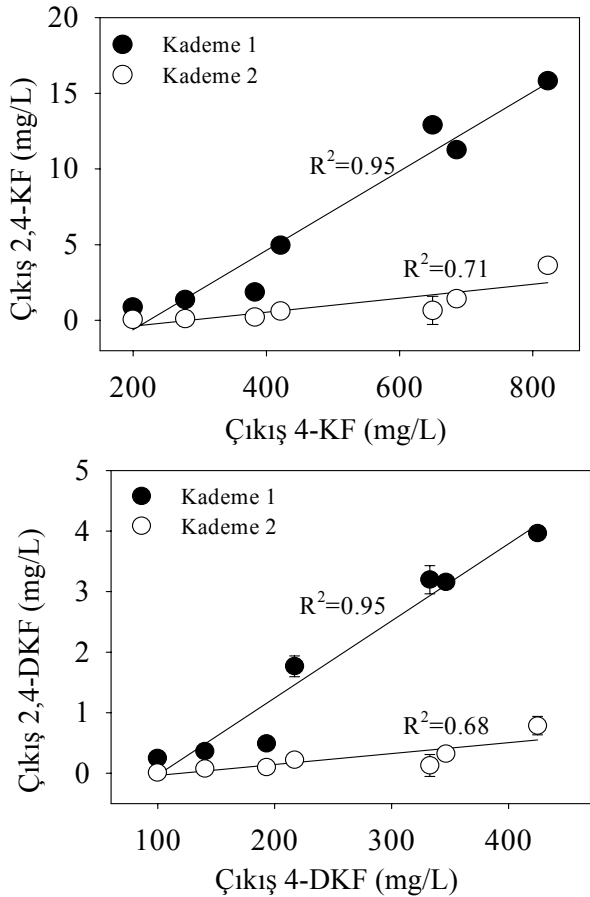 20
15
10
5
0
Çıkış 2,4-KF (mg/L)
Kademe 1
Kademe 2
R²=0.95
R²=0.71
200 400 600 800
Çıkış 4-KF (mg/L)
5
4
3
2
1
0
Çıkış 2,4-DKF (mg/L)
Kademe 1
Kademe 2
R²=0.95
R²=0.68
100 200 300 400
Çıkış 4-DKF (mg/L)